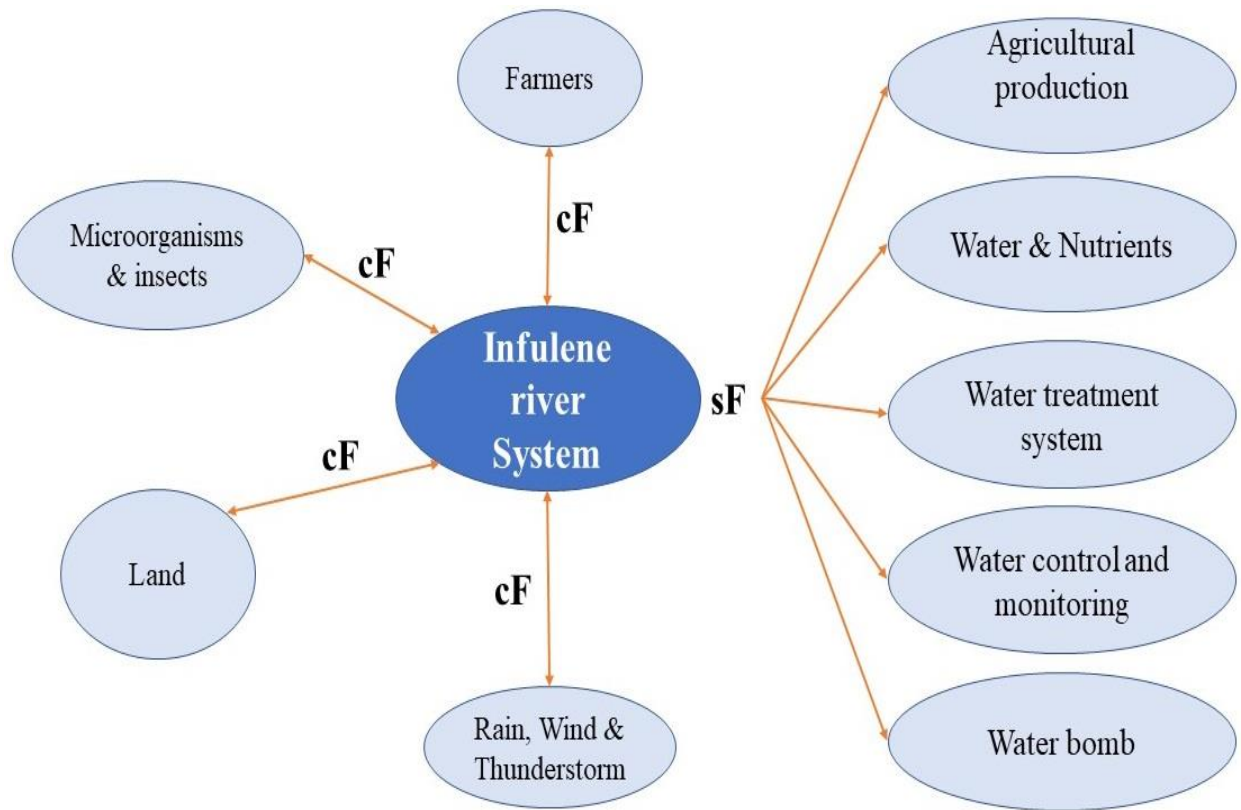 Farmers
cF
Microorganisms
& insects
cF
Infulene
river
System
cF
Land
cF
Rain, Wind &
Thunderstorm
sF
Agricultural
production
Water & Nutrients
Water treatment
system
Water control and
monitoring
Water bomb